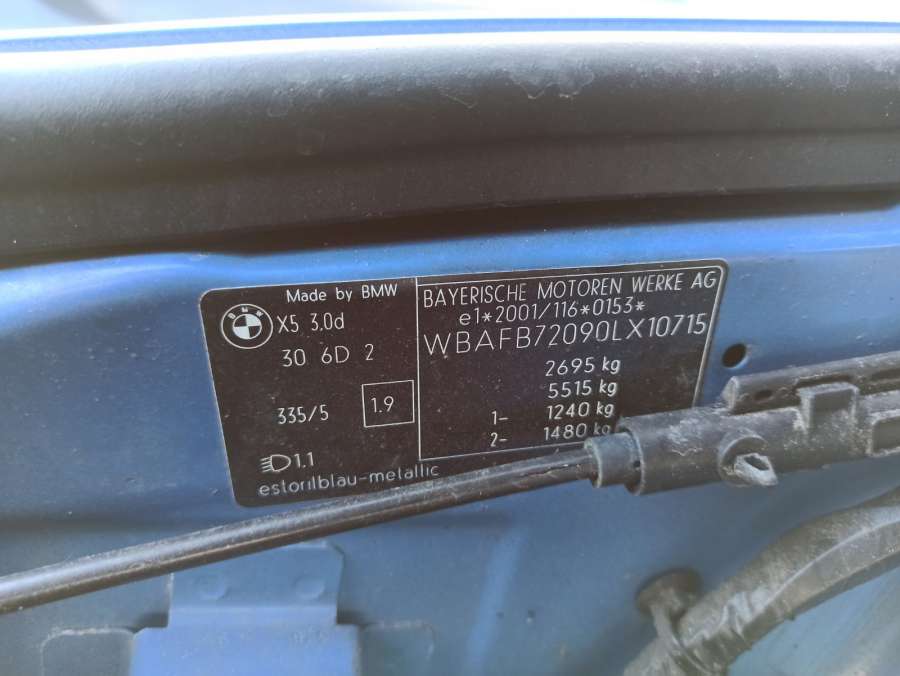 BMW
Made by BMW
X5 3.0d
30 6D 2
335/5
1.9
1.1
estorilblau-metallic
BAYERISCHE MOTOREN WERKE AG
e1*2001/116*0153*
WBAFB72090LX10715
2695 kg
5515 kg
1- 1240 kg
2- 1480 kg